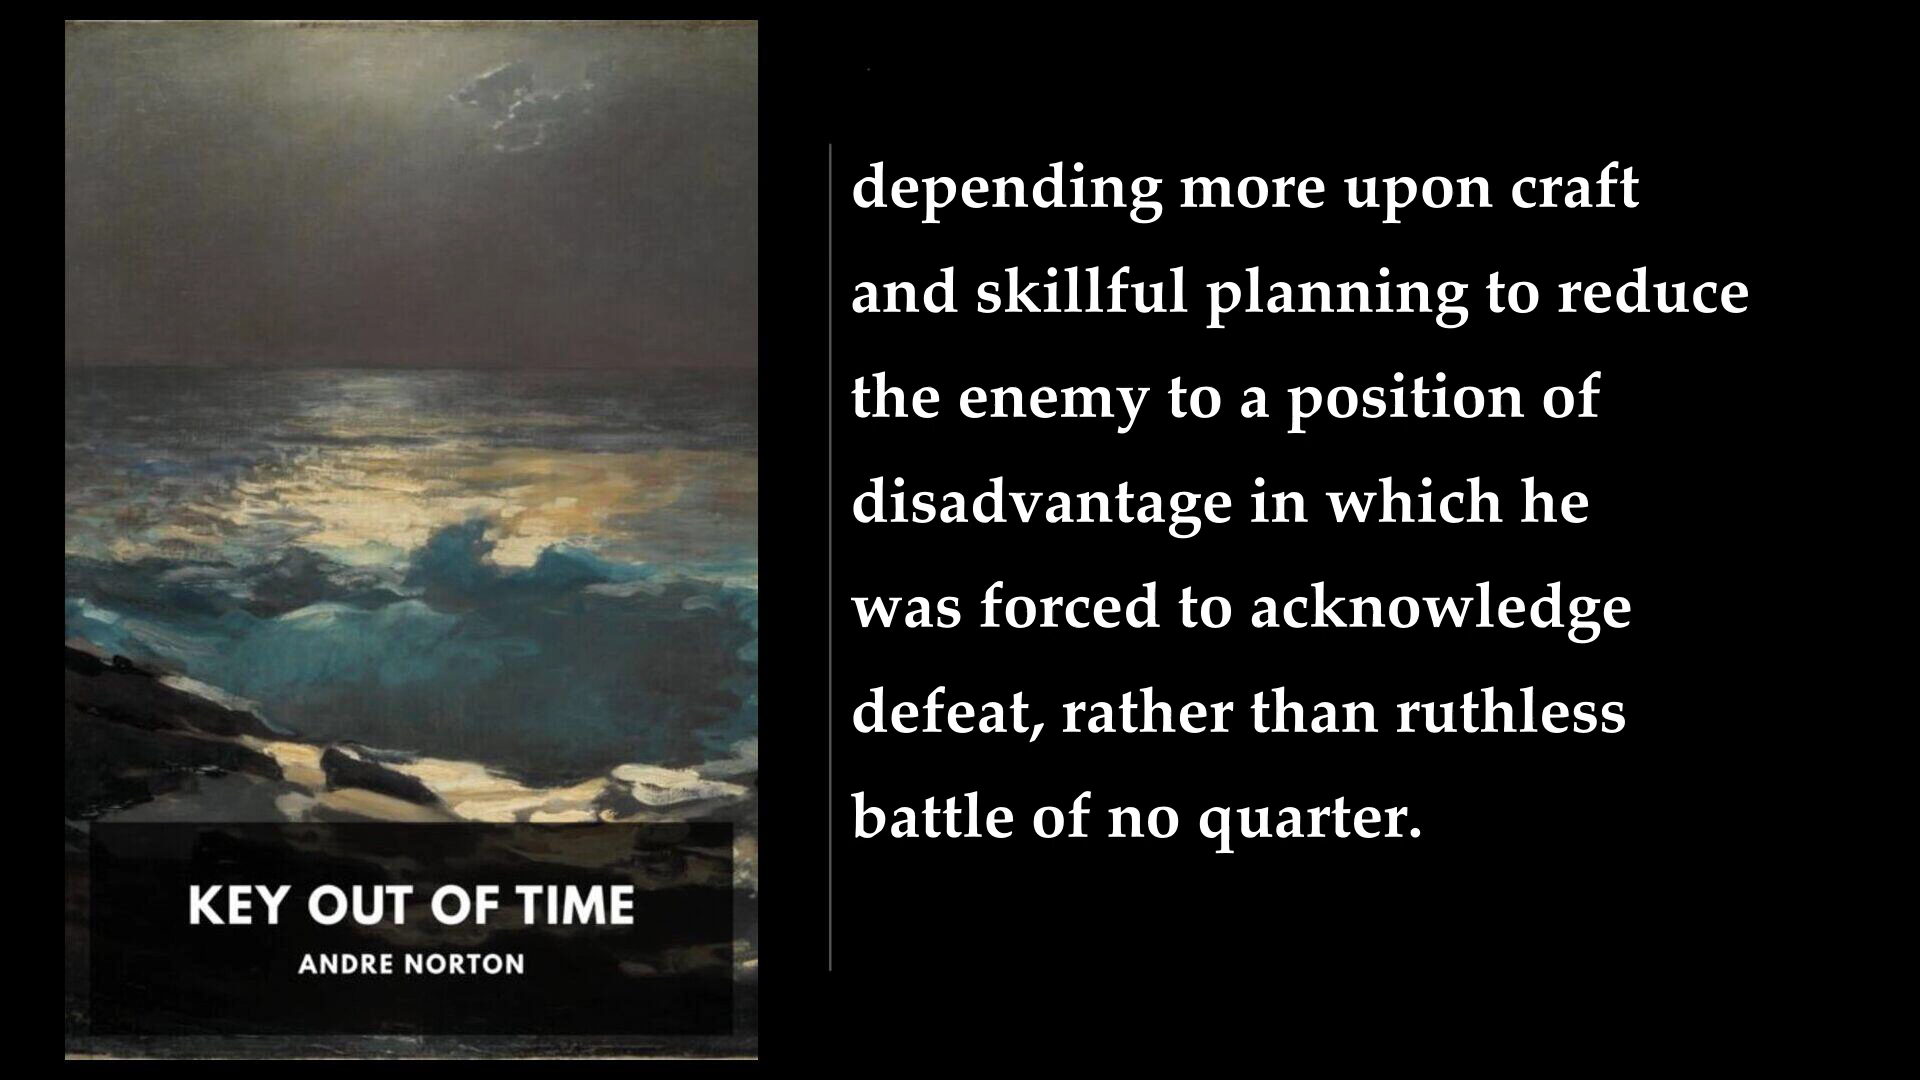 KEY OUT OF TIME
ANDRE NORTON
depending more upon craft
and skillful planning to reduce
the enemy to a position of
disadvantage in which he
was forced to acknowledge
defeat, rather than ruthless
battle of no quarter.